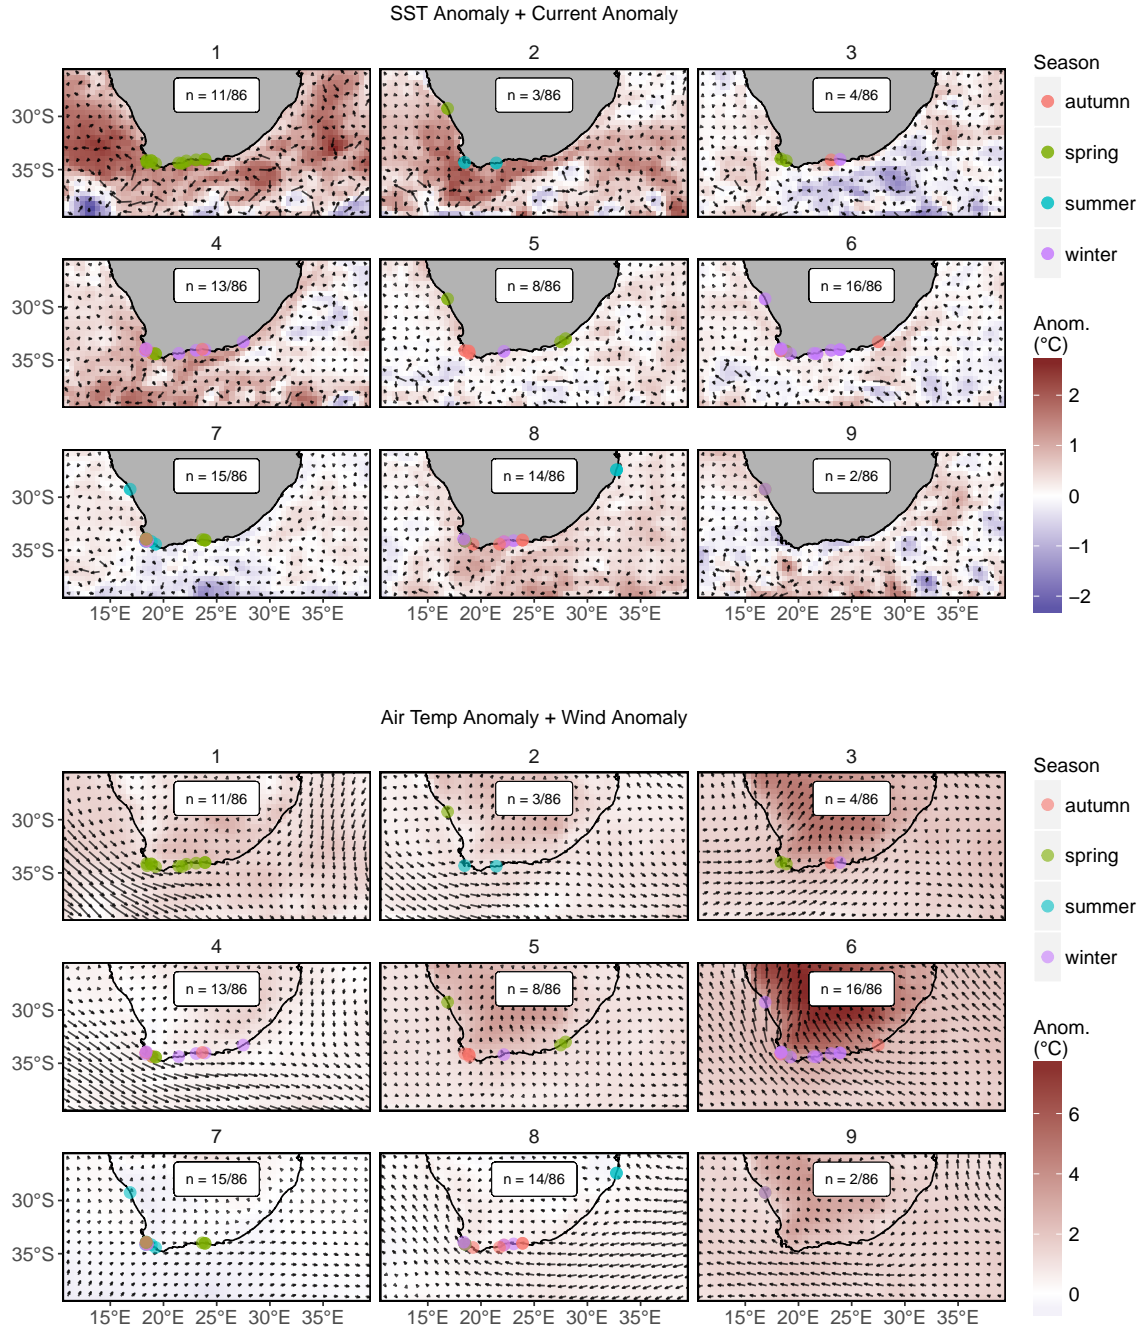 SST Anomaly + Current Anomaly
1
2
3
n = 11/86
n = 3/86
n = 4/86
30°S
35°S
4
5
6
n = 13/86
n = 8/86
n = 16/86
30°S
35°S
7
8
9
n = 15/86
n = 14/86
n = 2/86
30°S
35°S
15°E 20°E 25°E 30°E 35°E
15°E 20°E 25°E 30°E 35°E
15°E 20°E 25°E 30°E 35°E
Season
autumn
spring
summer
winter
Anom.
(°C)
2
1
0
−1
−2
Air Temp Anomaly + Wind Anomaly
1
2
3
n = 11/86
n = 3/86
n = 4/86
30°S
35°S
4
5
6
n = 13/86
n = 8/86
n = 16/86
30°S
35°S
7
8
9
n = 15/86
n = 14/86
n = 2/86
30°S
35°S
15°E 20°E 25°E 30°E 35°E
15°E 20°E 25°E 30°E 35°E
15°E 20°E 25°E 30°E 35°E
Season
autumn
spring
summer
winter
Anom.
(°C)
6
4
2
0